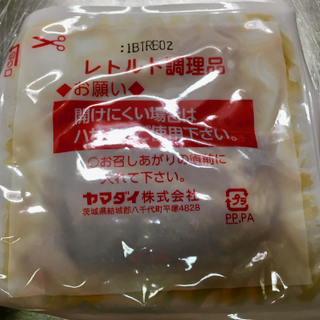 :1BTRE02
レトルト調理品
◆お願い◆
開けにくい場合は
ハサミをご使用下さい。
◎お召しあがりの直前に
入れて下さい。
ヤマダイ株式会社
茨城県結城郡八千代町平塚4828
プラ
PP,PA